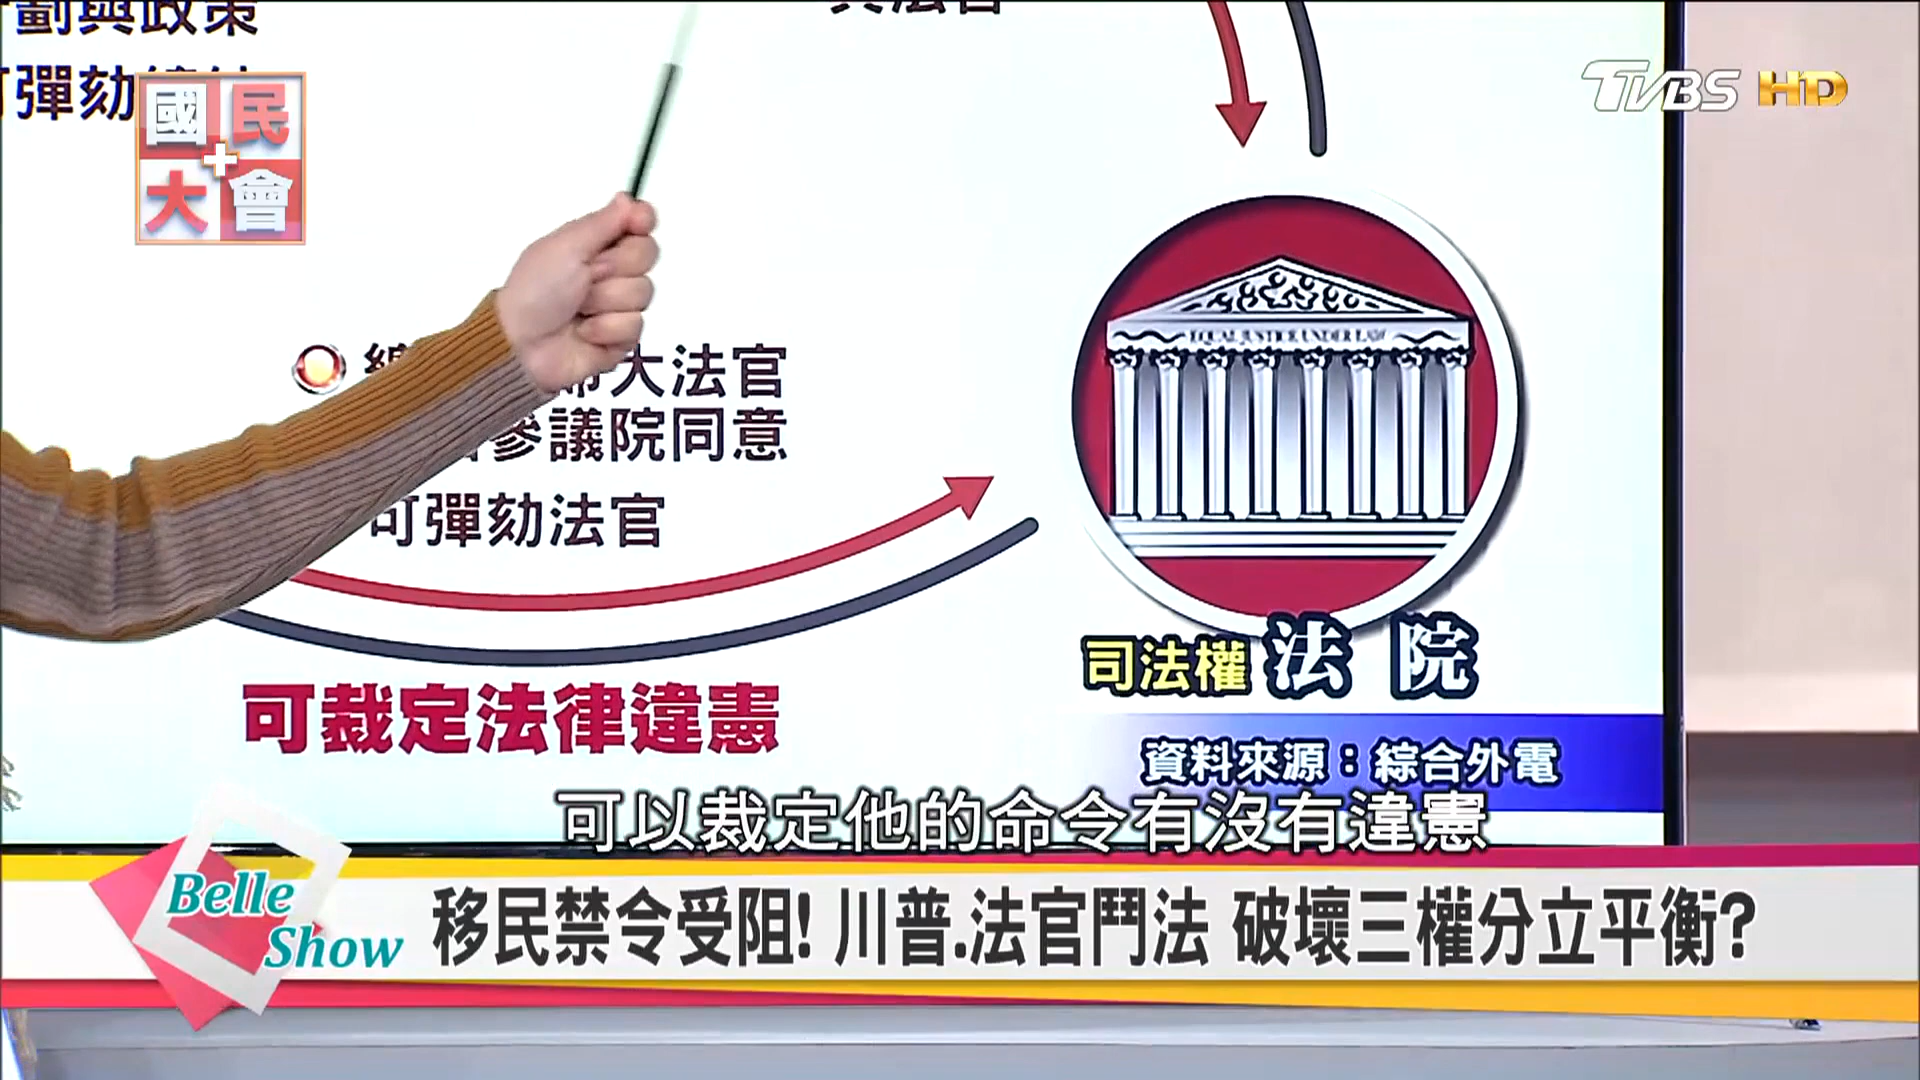 劃與政策
可彈劾
與法官
國民
大會
TVBS HD
大法官
參議院同意
可彈劾法官
EQUAL JUSTICE UNDER LAW
可裁定法律違憲
司法權 法院
資料來源：綜合外電
可以裁定他的命令有沒有違憲
Belle Show
移民禁令受阻! 川普.法官鬥法 破壞三權分立平衡?